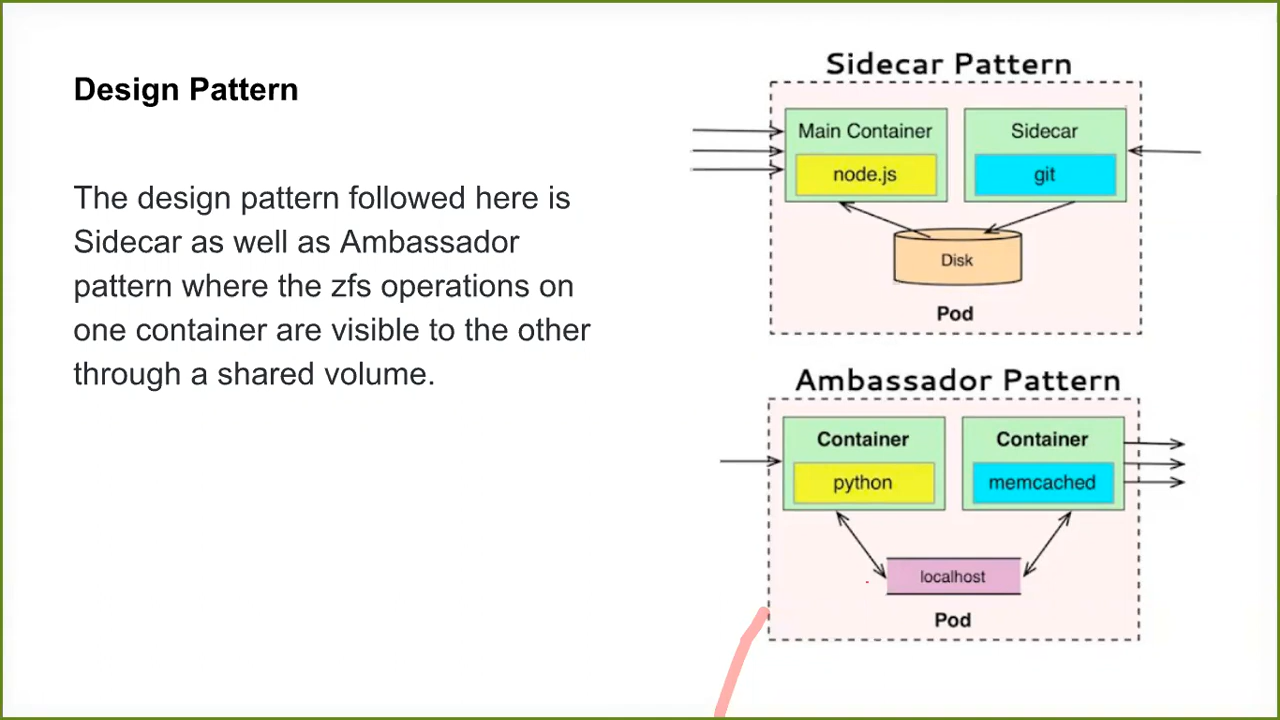 Design Pattern
The design pattern followed here is
Sidecar as well as Ambassador
pattern where the zfs operations on
one container are visible to the other
through a shared volume.
Sidecar Pattern
Main Container
Sidecar
node.js
git
Disk
Pod
Ambassador Pattern
Container
Container
python
memcached
localhost
Pod